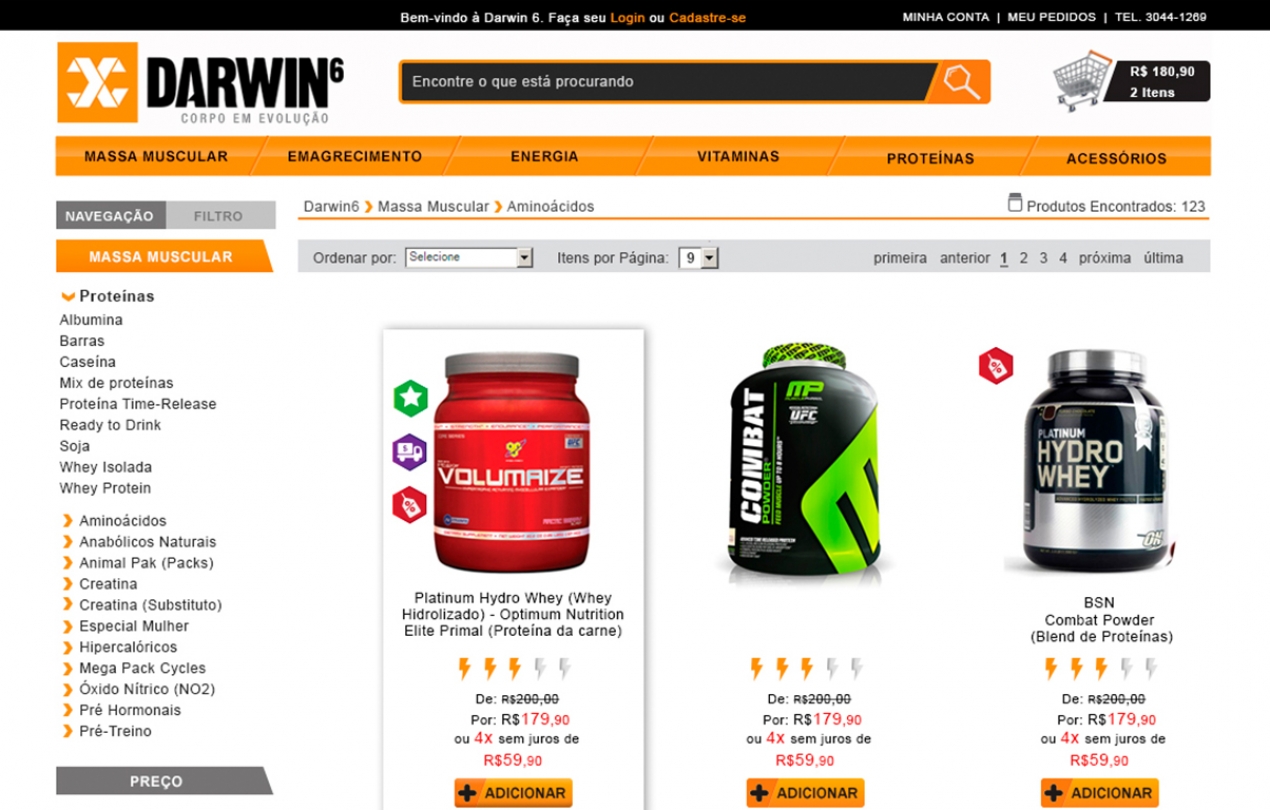 Bem-vindo à Darwin 6. Faça seu Login ou Cadastre-se
MINHA CONTA | MEU PEDIDOS | TEL. 3044-1269
DARWIN6
CORPO EM EVOLUÇÃO
Encontre o que está procurando
R$ 180,90
2 Itens
MASSA MUSCULAR
EMAGRECIMENTO
ENERGIA
VITAMINAS
PROTEÍNAS
ACESSÓRIOS
NAVEGAÇÃO
FILTRO
Darwin6 Massa Muscular Aminoácidos
Produtos Encontrados: 123
MASSA MUSCULAR
Ordenar por: Selecione
Itens por Página: 9
primeira anterior 1 2 3 4 próxima última
Proteínas
Albumina
Barras
Caseína
Mix de proteínas
Proteína Time-Release
Ready to Drink
Soja
Whey Isolada
Whey Protein
Aminoácidos
Anabólicos Naturais
Animal Pak (Packs)
Creatina
Creatina (Substituto)
Especial Mulher
Hipercalóricos
Mega Pack Cycles
Óxido Nítrico (NO2)
Pré Hormonais
Pré-Treino
PREÇO
VOLUMAIZE
Platinum Hydro Whey (Whey
Hidrolizado) - Optimum Nutrition
Elite Primal (Proteína da carne)
De: R$200,00
Por: R$179,90
ou 4x sem juros de
R$59,90
ADICIONAR
MP
UFC
COMBAT
POWDER
De: R$200,00
Por: R$179,90
ou 4x sem juros de
R$59,90
ADICIONAR
PLATINUM
HYDRO
WHEY
ON
BSN
Combat Powder
(Blend de Proteínas)
De: R$200,00
Por: R$179,90
ou 4x sem juros de
R$59,90
ADICIONAR